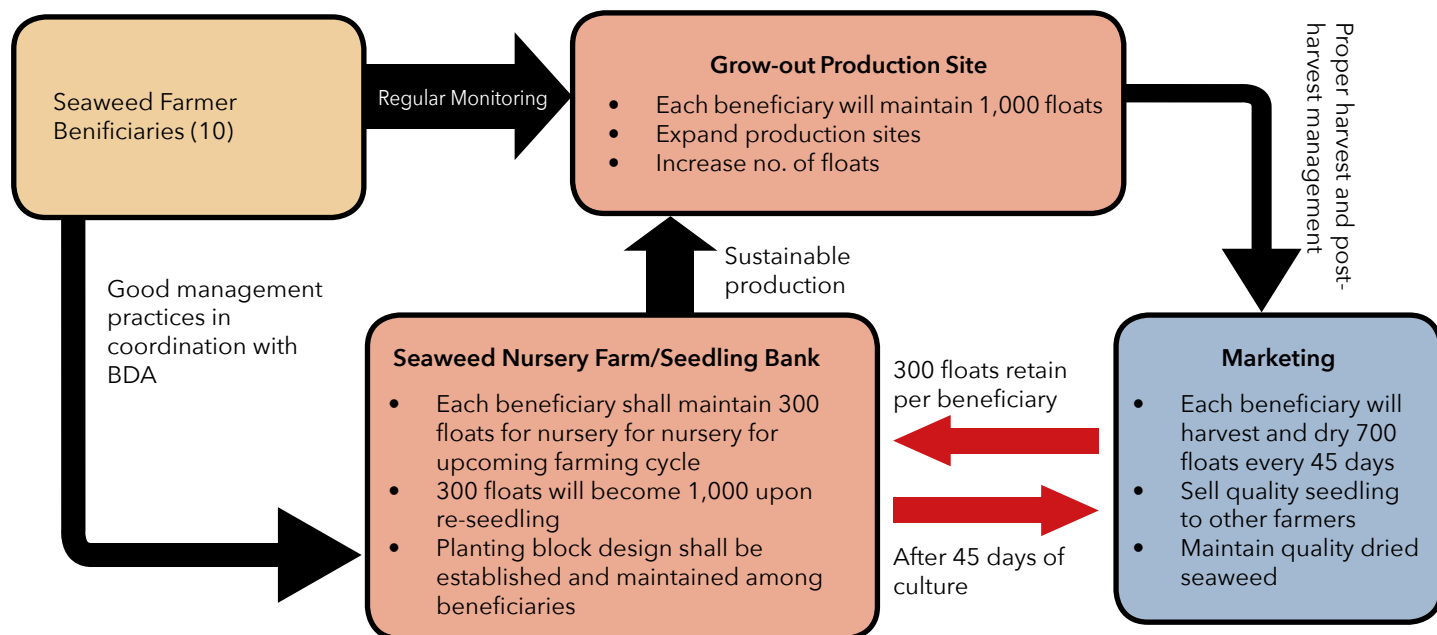 Seaweed Farmer
Benificiaries (10)
Regular Monitoring
Grow-out Production Site
• Each beneficiary will maintain 1,000 floats
• Expand production sites
• Increase no. of floats
Proper harvest and post-
harvest management
Good management
practices in
coordination with
BDA
Sustainable
production
Seaweed Nursery Farm/Seedling Bank
• Each beneficiary shall maintain 300
floats for nursery for nursery for
upcoming farming cycle
• 300 floats will become 1,000 upon
re-seedling
• Planting block design shall be
established and maintained among
beneficiaries
300 floats retain
per beneficiary
After 45 days of
culture
Marketing
• Each beneficiary will
harvest and dry 700
floats every 45 days
• Sell quality seedling
to other farmers
• Maintain quality dried
seaweed